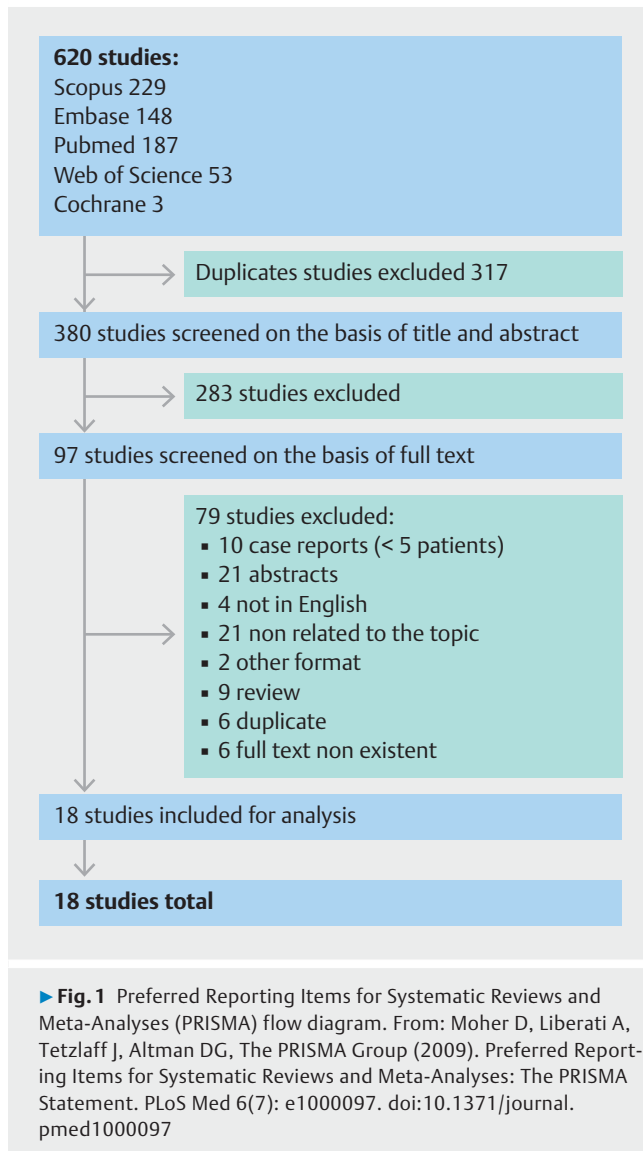 620 studies:
Scopus 229
Embase 148
Pubmed 187
Web of Science 53
Cochrane 3
Duplicates studies excluded 317
380 studies screened on the basis of title and abstract
283 studies excluded
97 studies screened on the basis of full text
79 studies excluded:
▪ 10 case reports (< 5 patients)
▪ 21 abstracts
▪ 4 not in English
▪ 21 non related to the topic
▪ 2 other format
▪ 9 review
▪ 6 duplicate
▪ 6 full text non existent
18 studies included for analysis
18 studies total
▶ Fig. 1 Preferred Reporting Items for Systematic Reviews and
Meta-Analyses (PRISMA) flow diagram. From: Moher D, Liberati A,
Tetzlaff J, Altman DG, The PRISMA Group (2009). Preferred Report-
ing Items for Systematic Reviews and Meta-Analyses: The PRISMA
Statement. PLoS Med 6(7): e1000097. doi:10.1371/journal.
pmed1000097